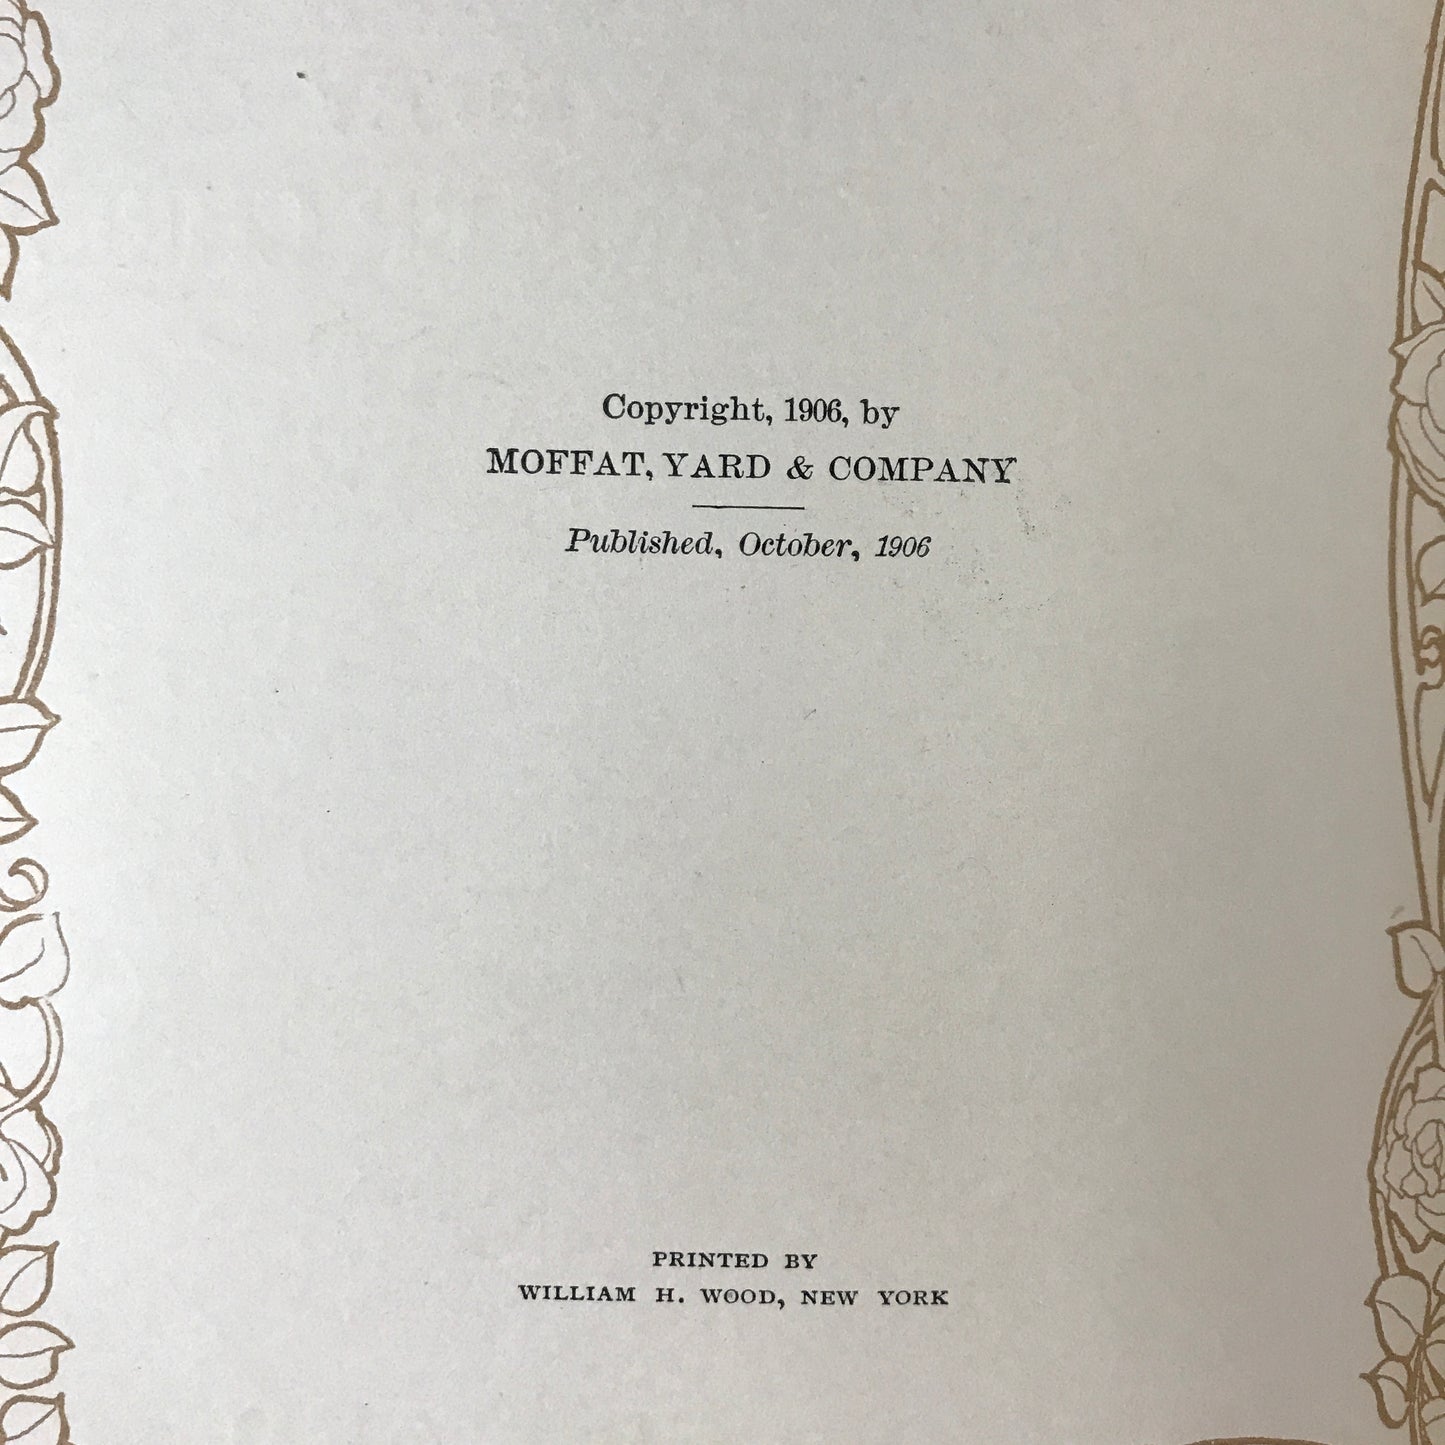 Copyright, 1906, by
MOFFAT, YARD & COMPANY
Published, October, 1906
PRINTED BY
WILLIAM H. WOOD, NEW YORK